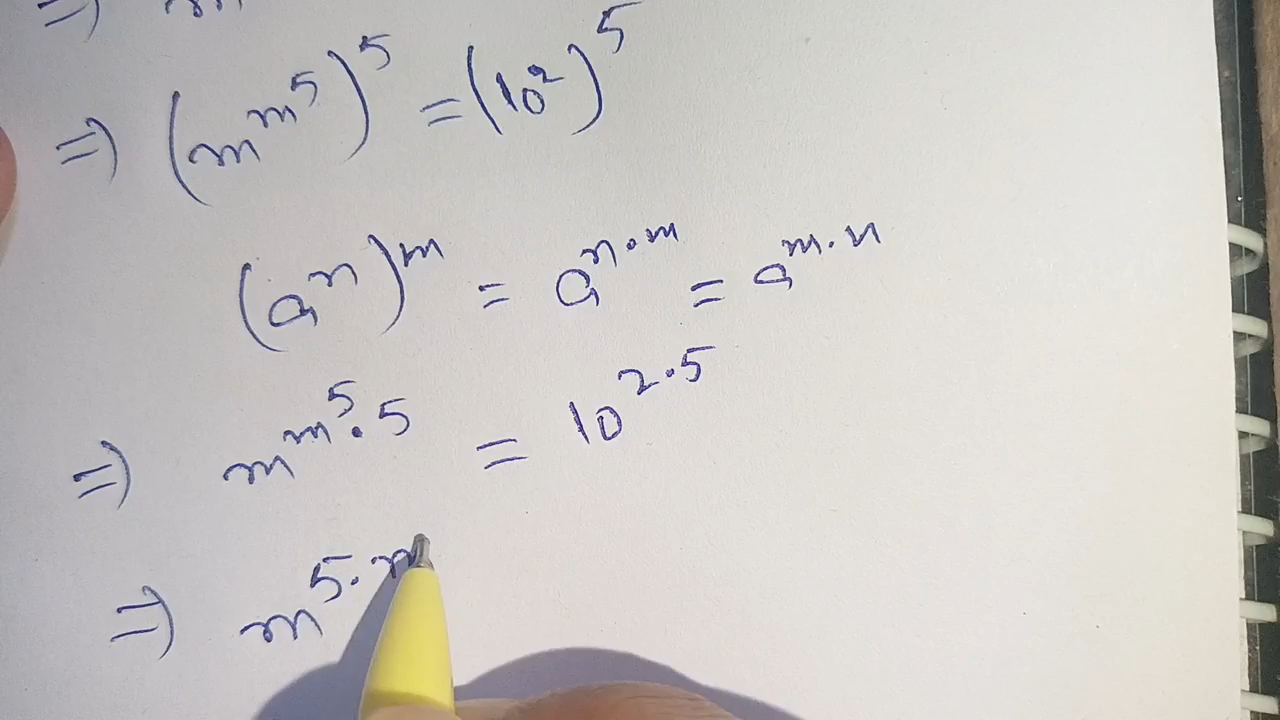 ⇒ m
⇒ (m^m^5)^5 = (10^2)^5
(a^n)^m = a^n·m = a^m·n
⇒ m^m^5·5 = 10^2·5
⇒ m^5·m